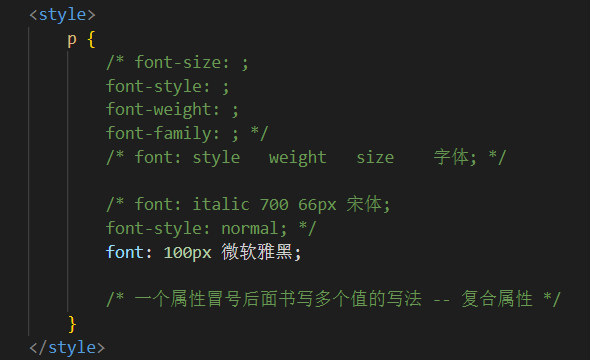 <style>
p {
/* font-size: ;
font-style: ;
font-weight: ;
font-family: ; */
/* font: style weight size 字体; */
/* font: italic 700 66px 宋体;
font-style: normal; */
font: 100px 微软雅黑;
/* 一个属性冒号后面书写多个值的写法 -- 复合属性 */
}
</style>